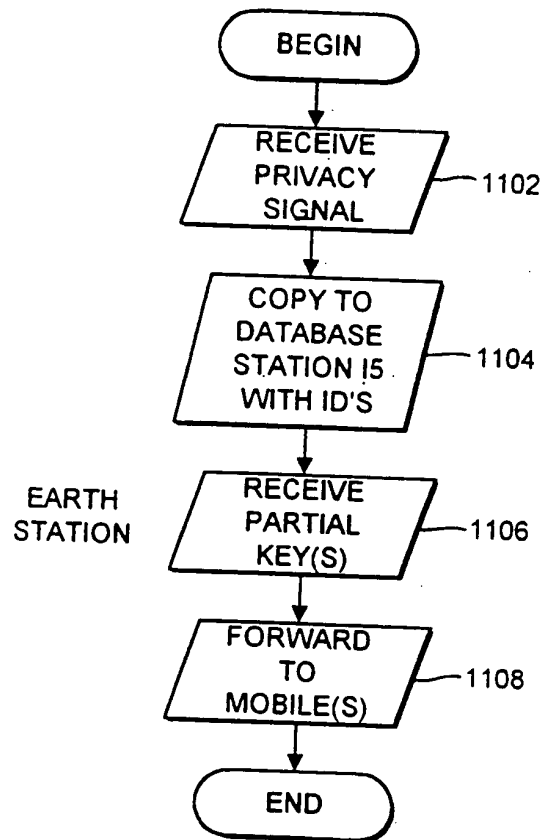 BEGIN
RECEIVE
PRIVACY
SIGNAL
1102
COPY TO
DATABASE
STATION 15
WITH ID'S
1104
EARTH
STATION
RECEIVE
PARTIAL
KEY(S)
1106
FORWARD
TO
MOBILE(S)
1108
END